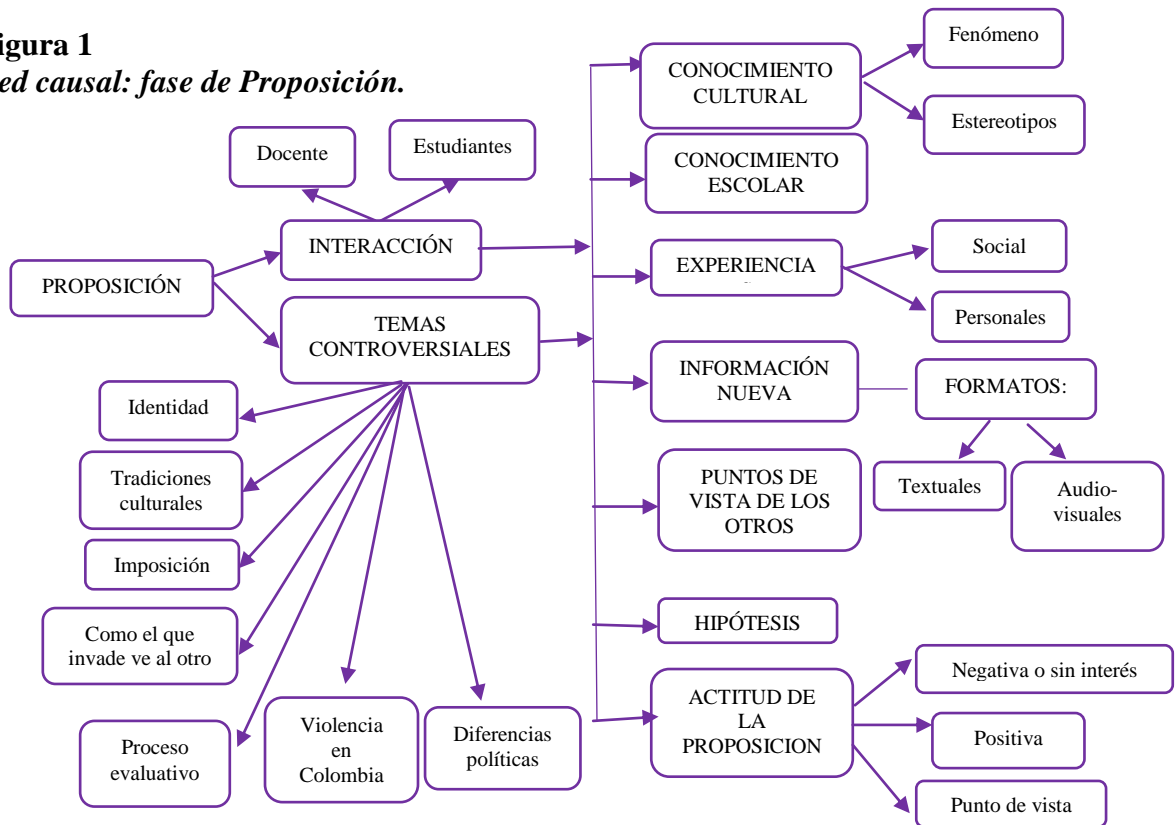 igura 1
ed causal: fase de Proposición.
Docente
Estudiantes
PROPOSICIÓN
INTERACCIÓN
TEMAS
CONTROVERSIALES
Identidad
Tradiciones
culturales
Imposición
Como el que
invade ve al otro
Proceso
evaluativo
Violencia
en
Colombia
Diferencias
políticas
CONOCIMIENTO
CULTURAL
Fenómeno
Estereotipos
CONOCIMIENTO
ESCOLAR
EXPERIENCIA
Social
Personales
INFORMACIÓN
NUEVA
FORMATOS:
Textuales
Audio-
visuales
PUNTOS DE
VISTA DE LOS
OTROS
HIPÓTESIS
ACTITUD DE
LA
PROPOSICION
Negativa o sin interés
Positiva
Punto de vista